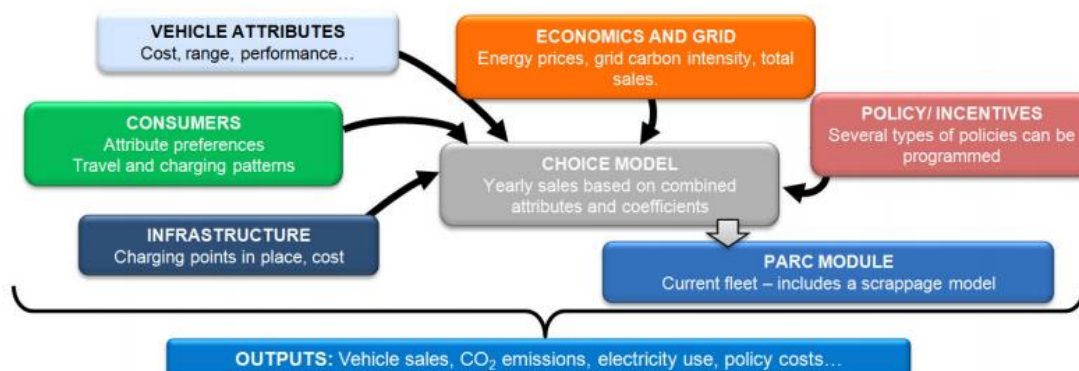 VEHICLE ATTRIBUTES
Cost, range, performance…
ECONOMICS AND GRID
Energy prices, grid carbon intensity, total
sales.
CONSUMERS
Attribute preferences
Travel and charging patterns
POLICY/ INCENTIVES
Several types of policies can be
programmed
CHOICE MODEL
Yearly sales based on combined
attributes and coefficients
INFRASTRUCTURE
Charging points in place, cost
PARC MODULE
Current fleet – includes a scrappage model
OUTPUTS: Vehicle sales, CO₂ emissions, electricity use, policy costs…